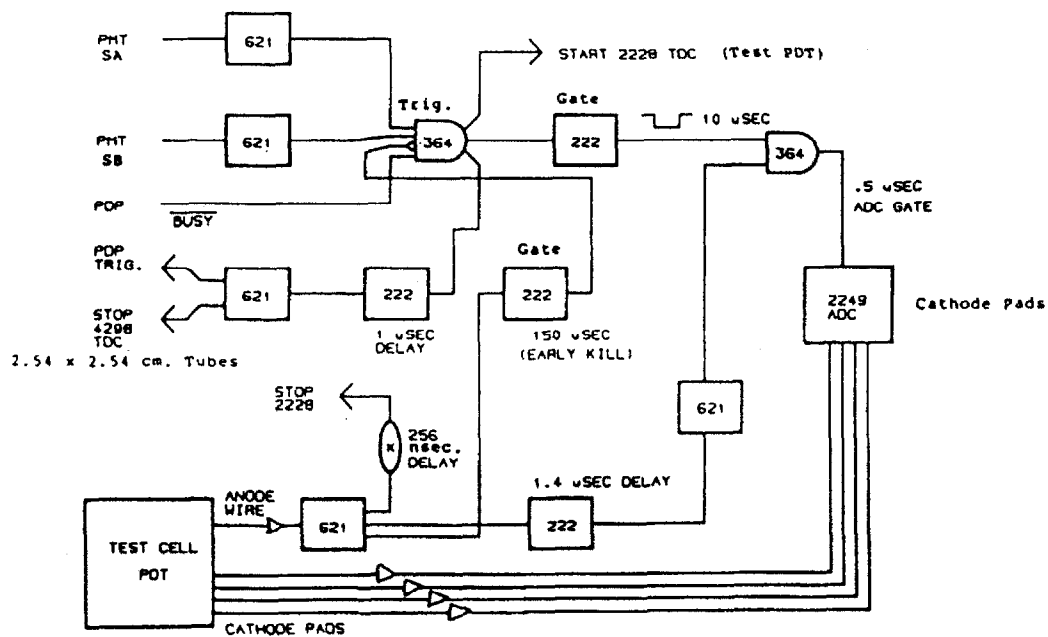 PMT
SA
621
START 2228 TDC (Test PDT)
Trig.
Gate
PMT
SB
621
364
222
10 uSEC
364
PDP
BUSY
.5 uSEC
ADC GATE
PDP
TRIG.
Gate
621
222
222
2249
ADC
Cathode Pads
STOP
4298
TDC
1 uSEC
DELAY
150 uSEC
(EARLY KILL)
2.54 x 2.54 cm. Tubes
STOP
2228
621
x
256
nsec.
DELAY
1.4 uSEC DELAY
ANODE
WIRE
621
222
TEST CELL
PDT
CATHODE PADS